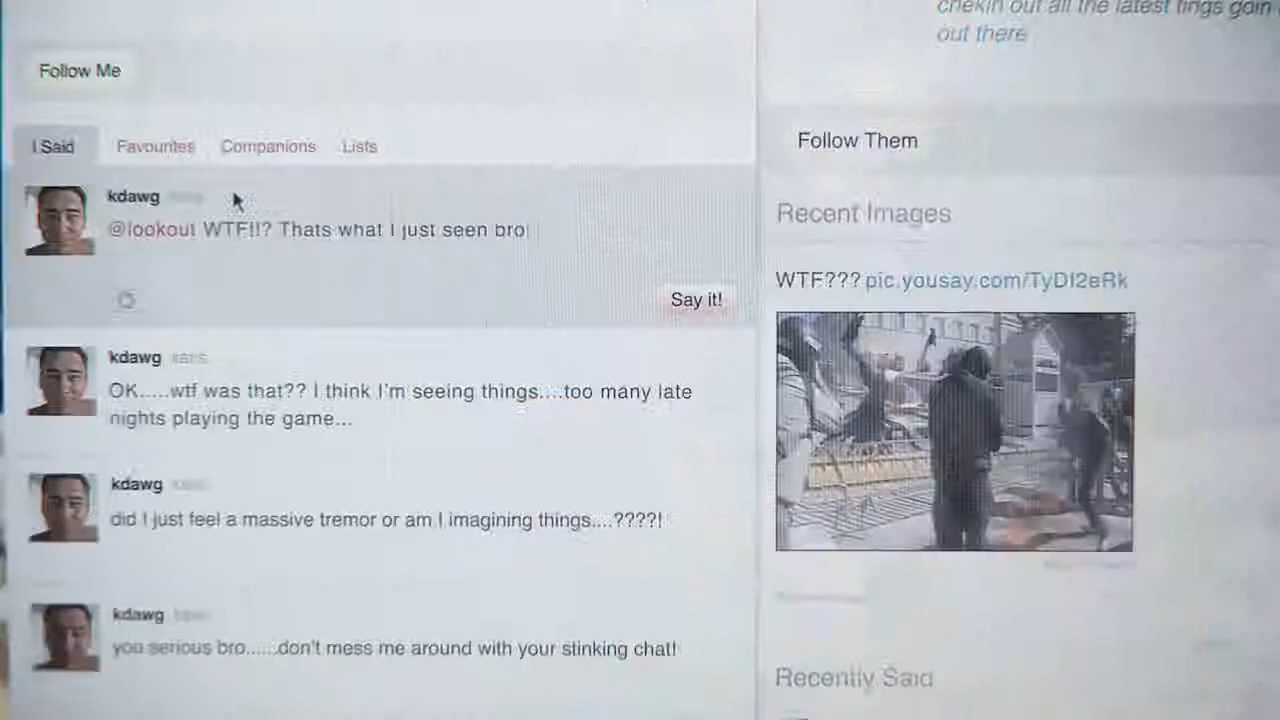 chekin out all the latest tings goin
out there
Follow Me
I Said
Favourites
Companions
Lists
Follow Them
kdawg
@lookout WTF!!? Thats what I just seen bro
Say it!
Recent Images
WTF??? pic.yousay.com/TyDI2eRk
kdawg says
OK.....wtf was that?? I think I'm seeing things....too many late
nights playing the game...
kdawg
did I just feel a massive tremor or am I imagining things....????!
kdawg
you serious bro......don't mess me around with your stinking chat!
Recently Said